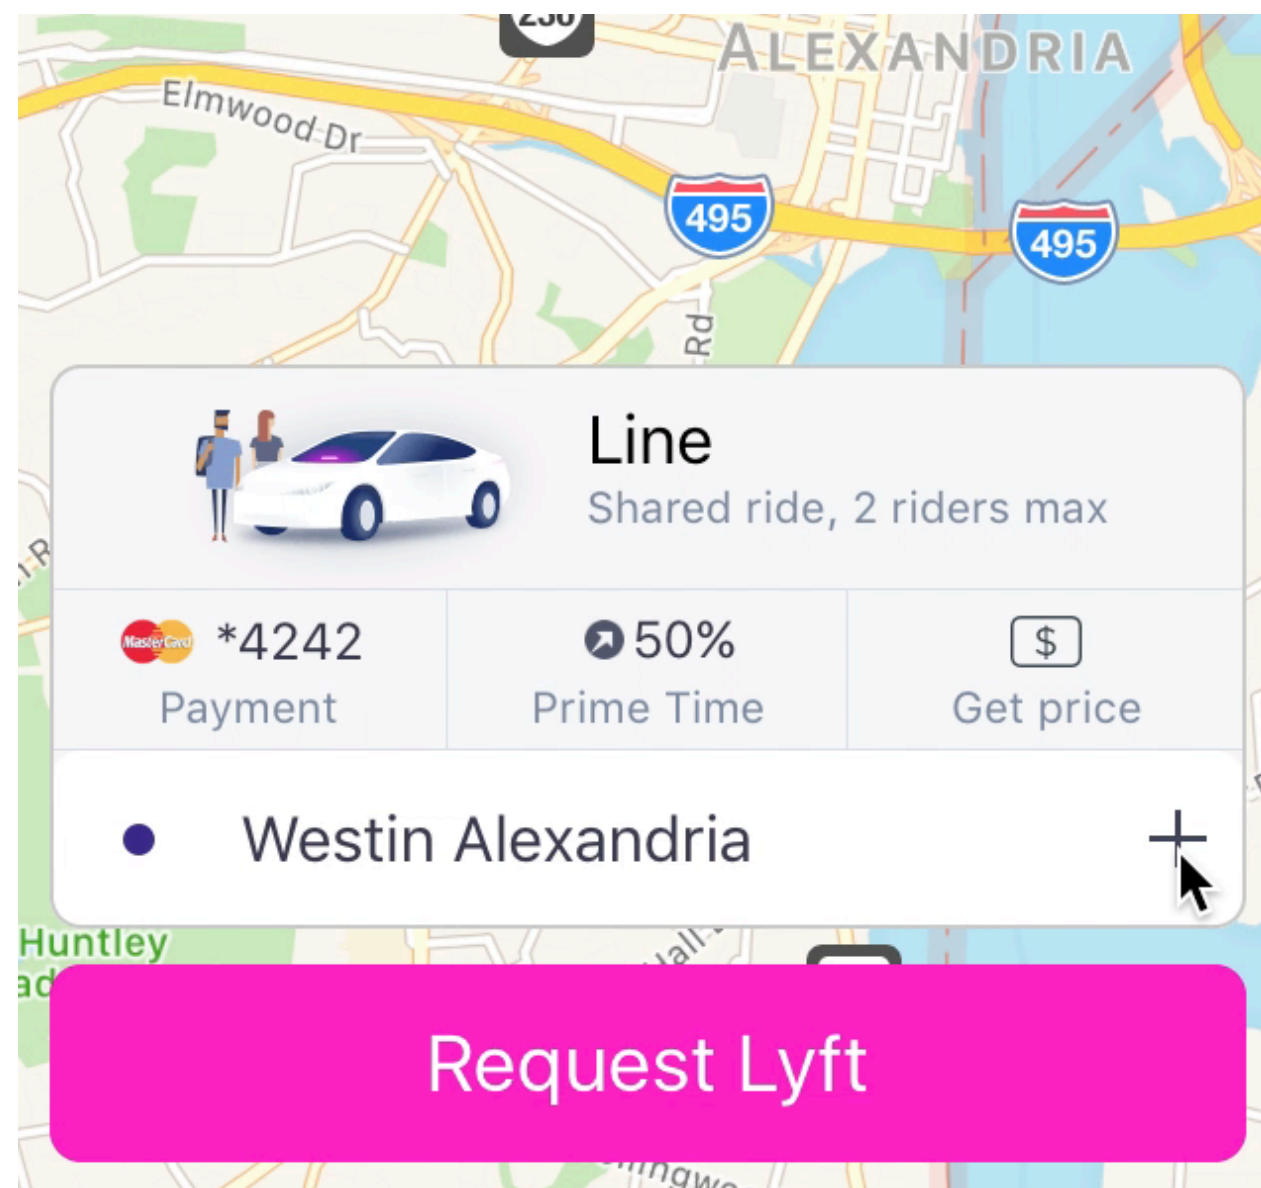 236
ALEXANDRIA
Elmwood Dr
495
495
Rd
Line
Shared ride, 2 riders max
MasterCard *4242
50%
$
Payment
Prime Time
Get price
Westin Alexandria
Huntley
Request Lyft